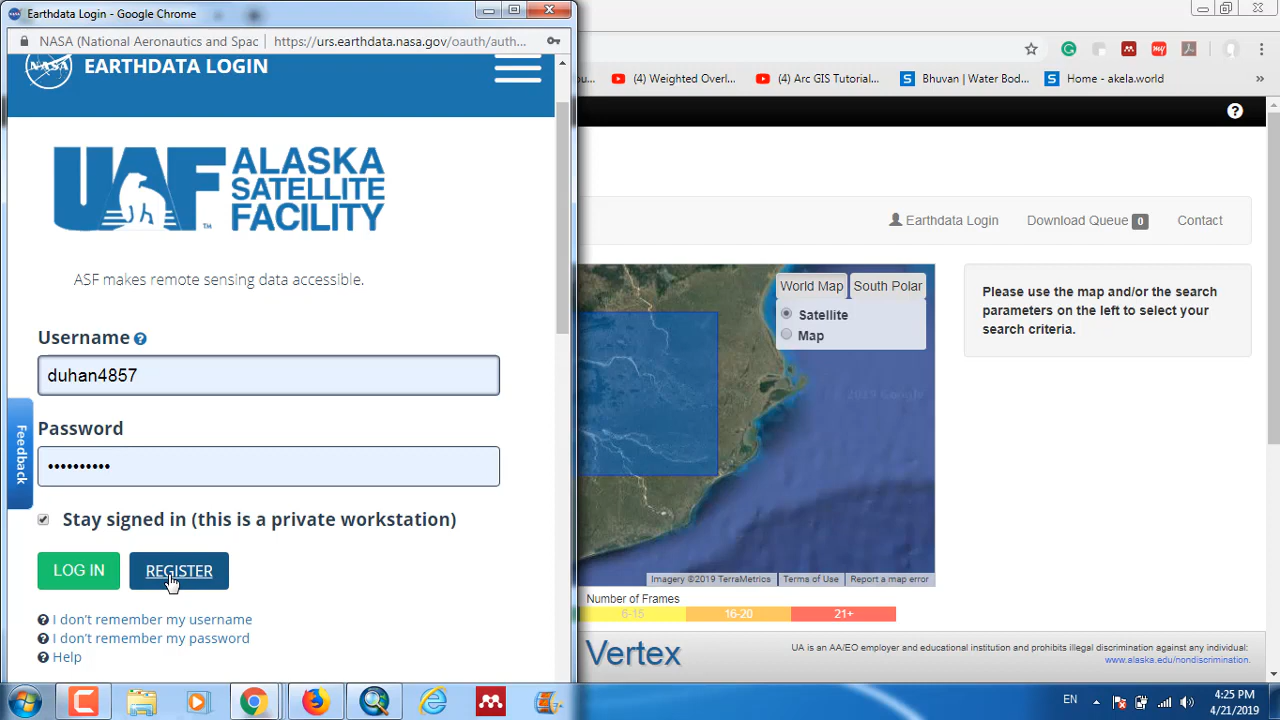 Earthdata Login - Google Chrome
NASA (National Aeronautics and Spac
https://urs.earthdata.nasa.gov/oauth/auth...
NASA
EARTHDATA LOGIN
UAF ALASKA
SATELLITE
FACILITY
TM
ASF makes remote sensing data accessible.
Username
duhan4857
Password
••••••••••
Feedback
Stay signed in (this is a private workstation)
LOG IN
REGISTER
I don't remember my username
I don't remember my password
Help
u...
(4) Weighted Overl...
(4) Arc GIS Tutorial...
Bhuvan | Water Bod...
Home - akela.world
»
Earthdata Login
Download Queue 0
Contact
World Map
South Polar
Satellite
Map
Please use the map and/or the search
parameters on the left to select your
search criteria.
2019 Google
Imagery ©2019 TerraMetrics
Terms of Use
Report a map error
Number of Frames
6-15
16-20
21+
Vertex
UA is an AA/EO employer and educational institution and prohibits illegal discrimination against any individual:
www.alaska.edu/nondiscrimination.
EN
4:25 PM
4/21/2019